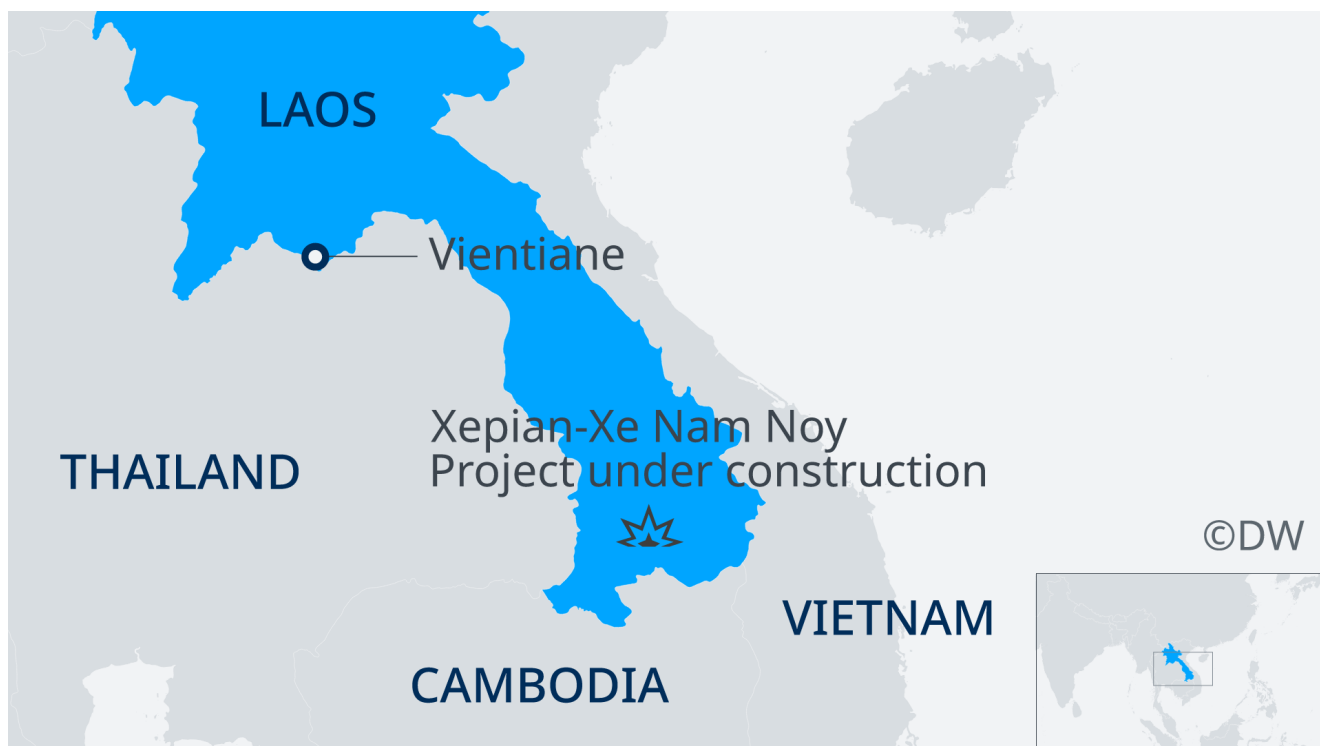 LAOS
Vientiane
Xepian-Xe Nam Noy
Project under construction
THAILAND
©DW
VIETNAM
CAMBODIA